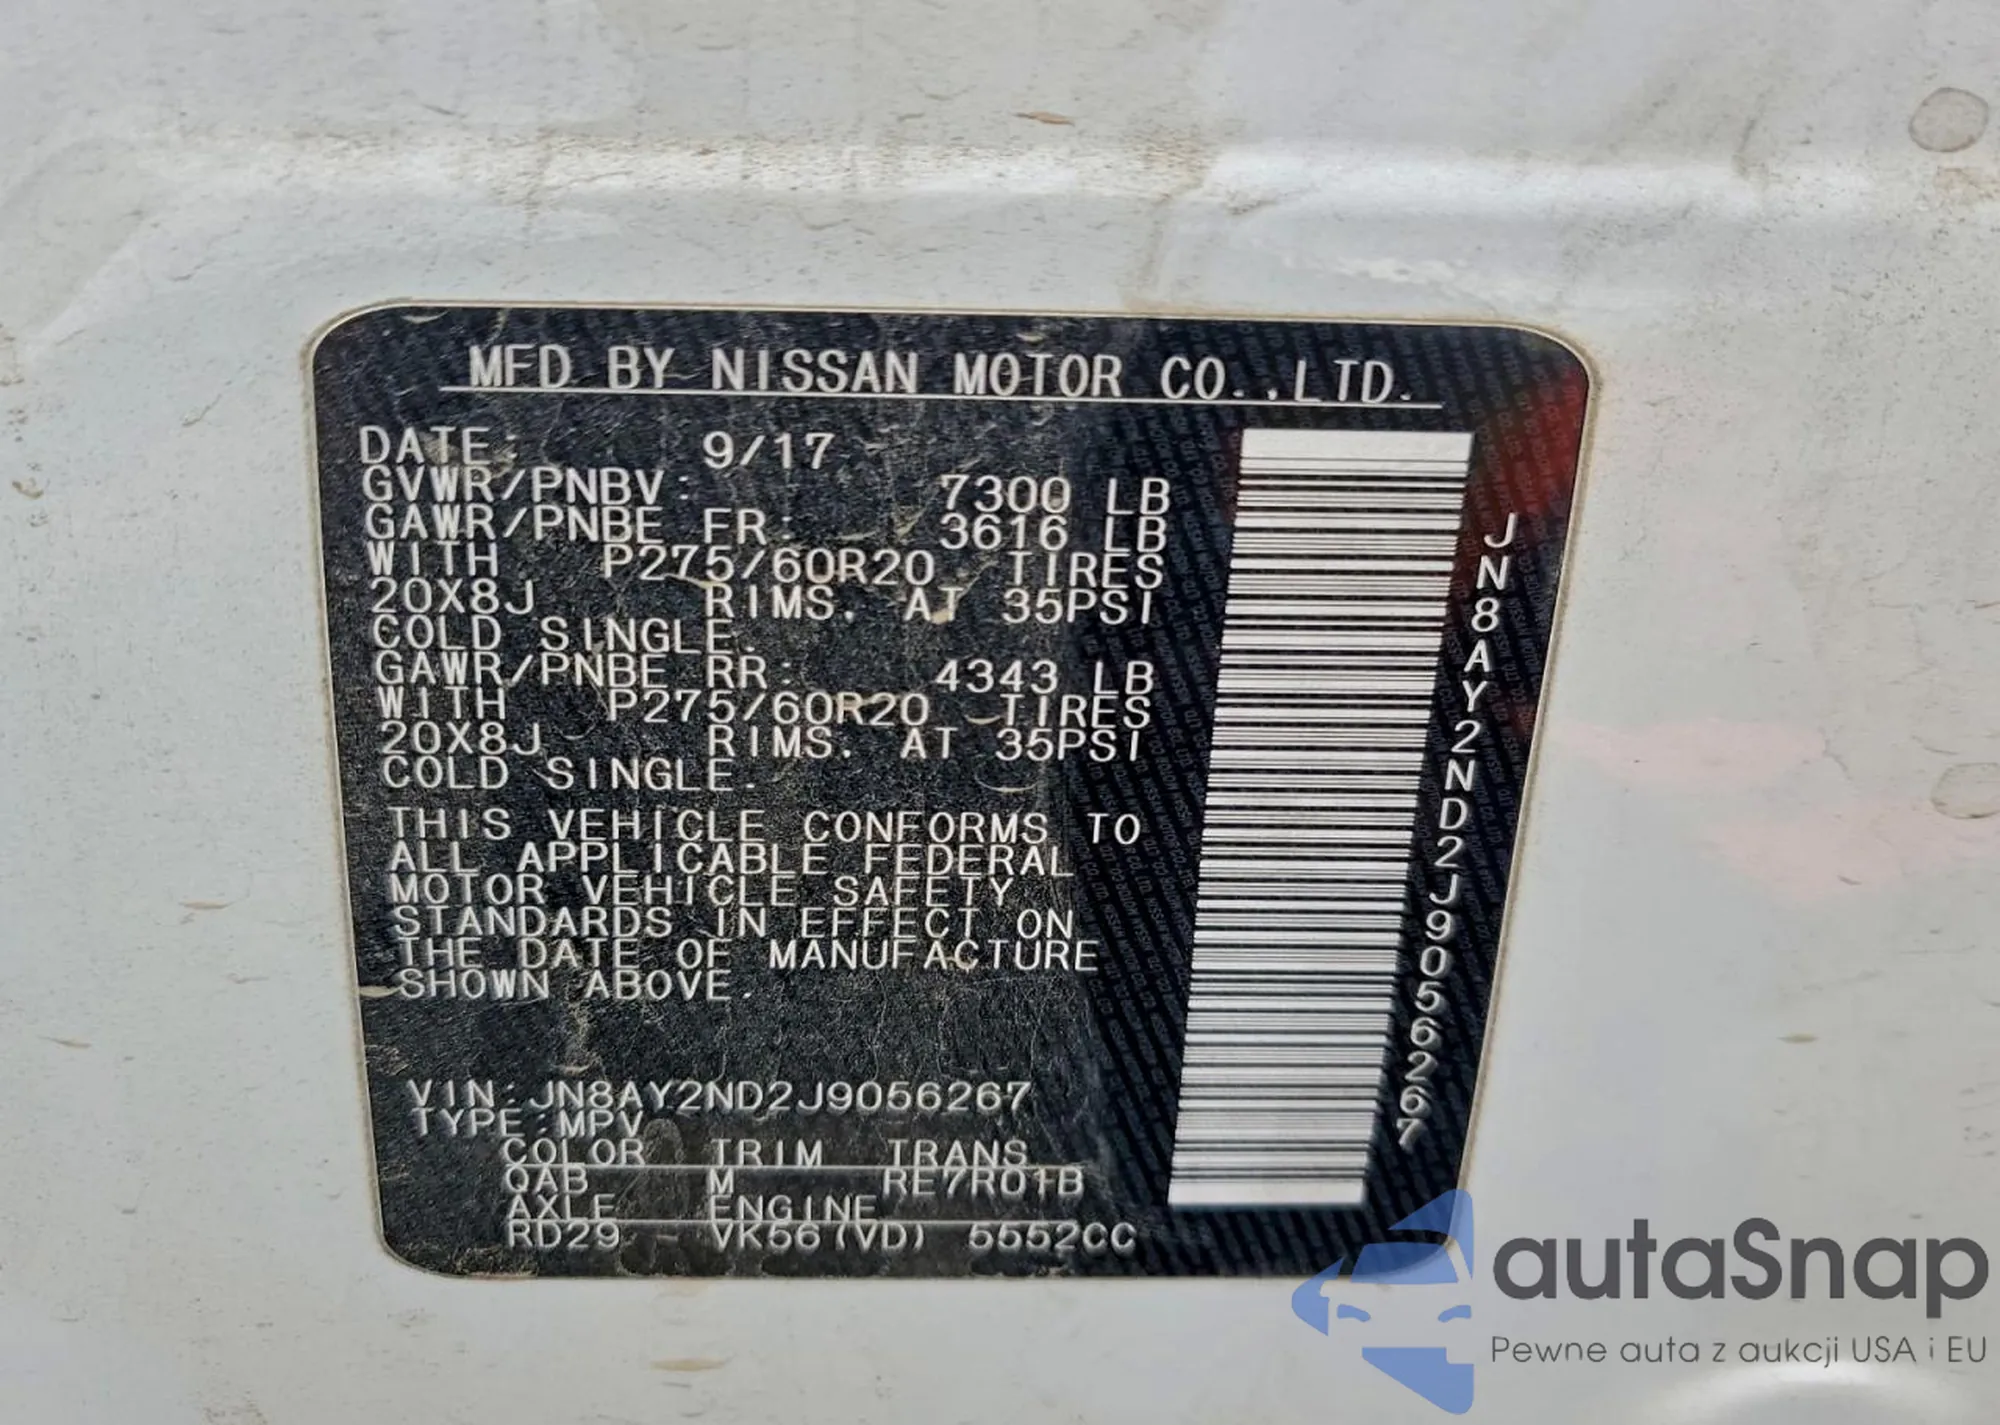 MFD BY NISSAN MOTOR CO.,LTD.
DATE: 9/17
GVWR/PNBV: 7300 LB
GAWR/PNBE FR: 3616 LB
WITH P275/60R20 TIRES
20X8J RIMS. AT 35PSI
COLD SINGLE.
GAWR/PNBE RR: 4343 LB
WITH P275/60R20 TIRES
20X8J RIMS. AT 35PSI
COLD SINGLE.
THIS VEHICLE CONFORMS TO
ALL APPLICABLE FEDERAL
MOTOR VEHICLE SAFETY
STANDARDS IN EFFECT ON
THE DATE OF MANUFACTURE
SHOWN ABOVE.
VIN:JN8AY2ND2J9056267
TYPE:MPV
COLOR TRIM TRANS
QAB M RE7R01B
AXLE ENGINE
RD29 VK56(VD) 5552CC
JN8AY2ND2J9056267
autaSnap
Pewne auta z aukcji USA i EU